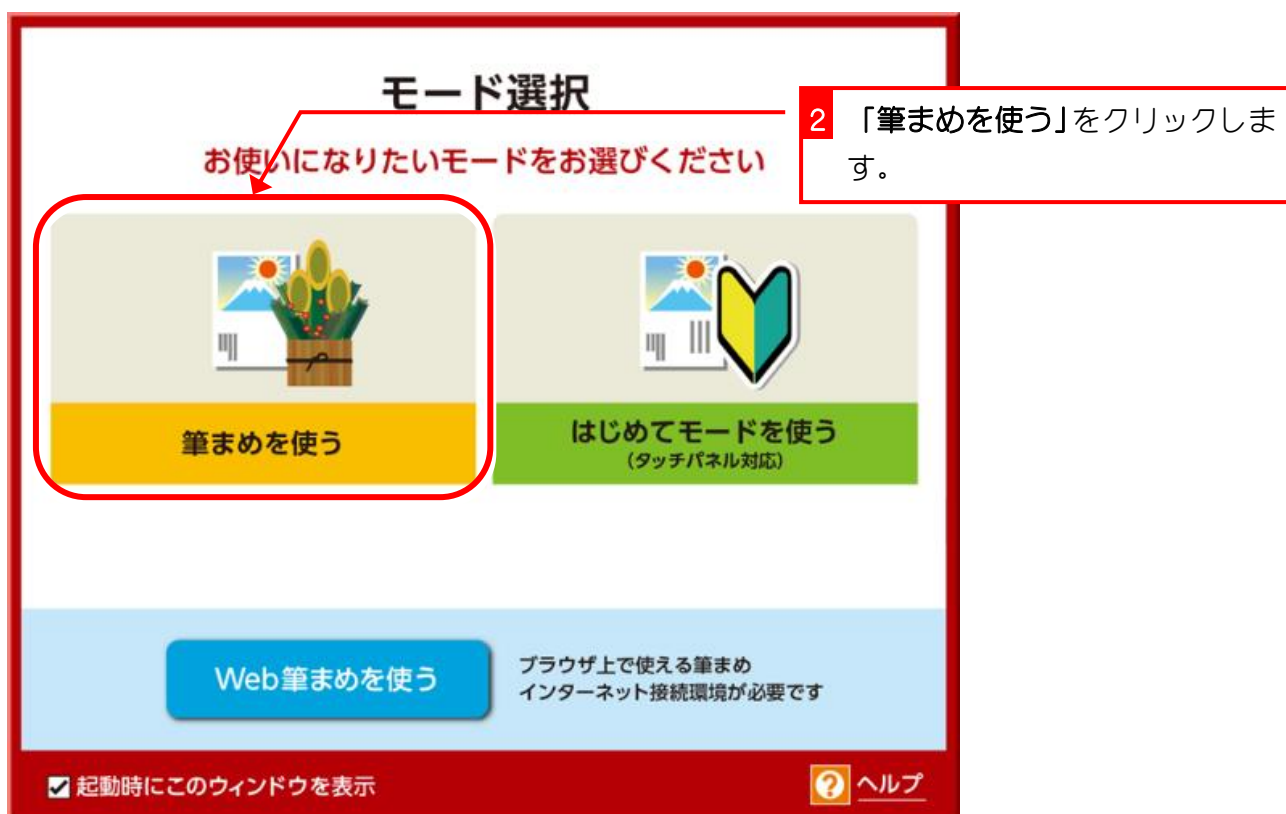 モード選択
お使いになりたいモードをお選びください
2 「筆まめを使う」をクリックしま
す。
筆まめを使う
はじめてモードを使う
(タッチパネル対応)
Web筆まめを使う
ブラウザ上で使える筆まめ
インターネット接続環境が必要です
起動時にこのウィンドウを表示
? ヘルプ